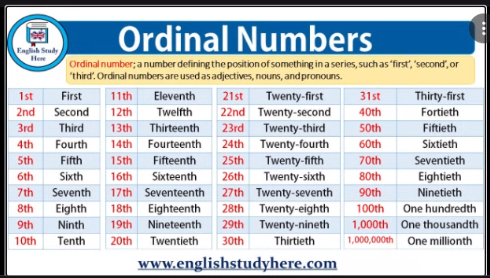 English Study
Here
Ordinal Numbers
Ordinal number; a number defining the position of something in a series, such as 'first', 'second', or
'third'. Ordinal numbers are used as adjectives, nouns, and pronouns.
1st First 11th Eleventh 21st Twenty-first 31st Thirty-first
2nd Second 12th Twelfth 22nd Twenty-second 40th Fortieth
3rd Third 13th Thirteenth 23rd Twenty-third 50th Fiftieth
4th Fourth 14th Fourteenth 24th Twenty-fourth 60th Sixtieth
5th Fifth 15th Fifteenth 25th Twenty-fifth 70th Seventieth
6th Sixth 16th Sixteenth 26th Twenty-sixth 80th Eightieth
7th Seventh 17th Seventeenth 27th Twenty-seventh 90th Ninetieth
8th Eighth 18th Eighteenth 28th Twenty-eighth 100th One hundredth
9th Ninth 19th Nineteenth 29th Twenty-ninth 1,000th One thousandth
10th Tenth 20th Twentieth 30th Thirtieth 1,000,000th One millionth
www.englishstudyhere.com